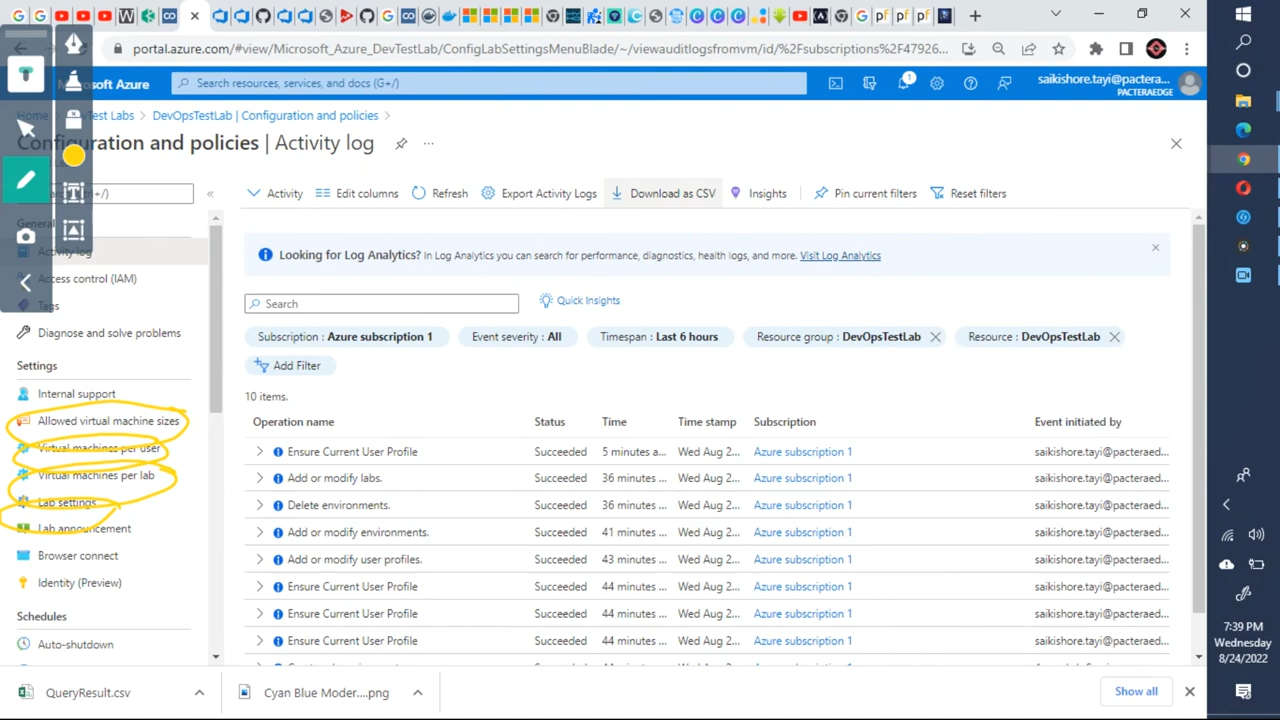 portal.azure.com/#view/Microsoft_Azure_DevTestLab/ConfigLabSettingsMenuBlade/~/viewauditlogsfromvm/id/%2Fsubscriptions%2F47926...
Microsoft Azure
Search resources, services, and docs (G+/)
1
saikishore.tayi@pactera...
PACTERAEDGE
Home
DevTest Labs
DevOpsTestLab | Configuration and policies
Configuration and policies | Activity log
Activity
Edit columns
Refresh
Export Activity Logs
Download as CSV
Insights
Pin current filters
Reset filters
General
Activity log
Access control (IAM)
Tags
Diagnose and solve problems
Settings
Internal support
Allowed virtual machine sizes
Virtual machines per user
Virtual machines per lab
Lab settings
Lab announcement
Browser connect
Identity (Preview)
Schedules
Auto-shutdown
Looking for Log Analytics? In Log Analytics you can search for performance, diagnostics, health logs, and more. Visit Log Analytics
Search
Quick Insights
Subscription : Azure subscription 1
Event severity : All
Timespan : Last 6 hours
Resource group : DevOpsTestLab
Resource : DevOpsTestLab
Add Filter
10 items.
Operation name Status Time Time stamp Subscription Event initiated by
Ensure Current User Profile Succeeded 5 minutes a... Wed Aug 2... Azure subscription 1 saikishore.tayi@pacteraed...
Add or modify labs. Succeeded 36 minutes ... Wed Aug 2... Azure subscription 1 saikishore.tayi@pacteraed...
Delete environments. Succeeded 36 minutes ... Wed Aug 2... Azure subscription 1 saikishore.tayi@pacteraed...
Add or modify environments. Succeeded 41 minutes ... Wed Aug 2... Azure subscription 1 saikishore.tayi@pacteraed...
Add or modify user profiles. Succeeded 43 minutes ... Wed Aug 2... Azure subscription 1 saikishore.tayi@pacteraed...
Ensure Current User Profile Succeeded 44 minutes ... Wed Aug 2... Azure subscription 1 saikishore.tayi@pacteraed...
Ensure Current User Profile Succeeded 44 minutes ... Wed Aug 2... Azure subscription 1 saikishore.tayi@pacteraed...
Ensure Current User Profile Succeeded 44 minutes ... Wed Aug 2... Azure subscription 1 saikishore.tayi@pacteraed...
QueryResult.csv
Cyan Blue Moder....png
Show all
7:39 PM
Wednesday
8/24/2022